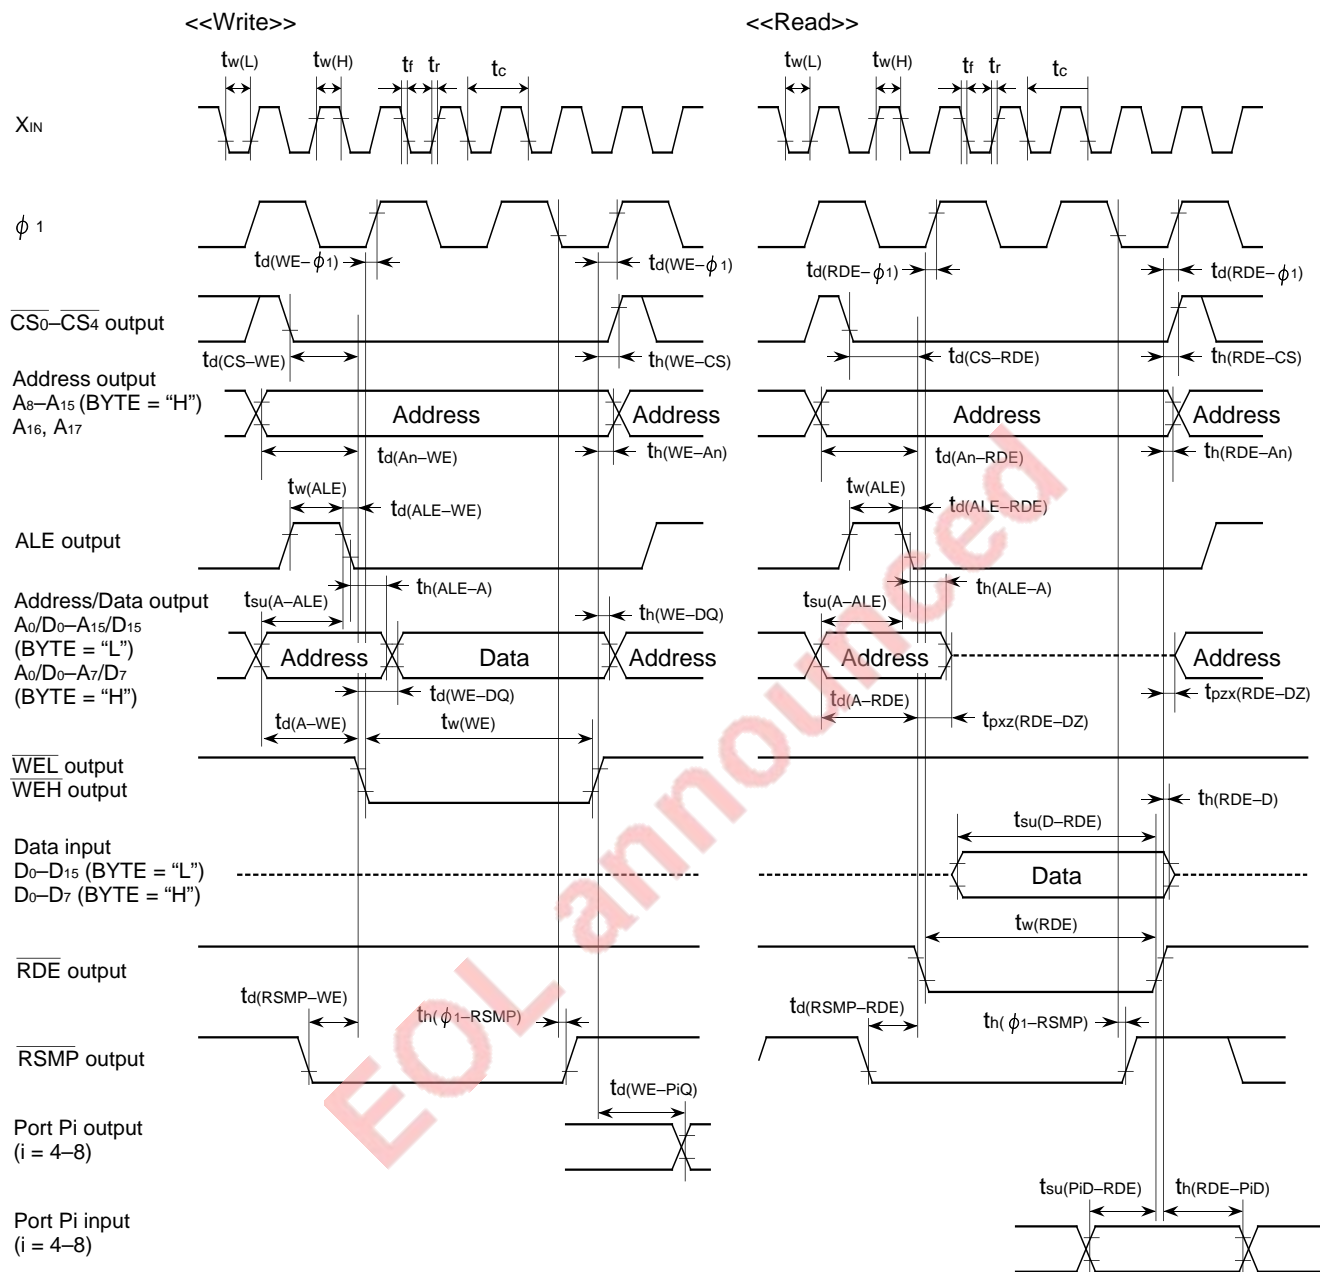 <<Write>>
<<Read>>
tw(L) tw(H) tf tr tc
tw(L) tw(H) tf tr tc
XIN
ϕ 1
td(WE–ϕ1) td(WE–ϕ1)
td(RDE–ϕ1) td(RDE–ϕ1)
CS0–CS4 output
td(CS–WE) th(WE–CS)
td(CS–RDE) th(RDE–CS)
Address output
A8–A15 (BYTE = “H”)
A16, A17
Address Address
Address Address
td(An–WE) th(WE–An)
td(An–RDE) th(RDE–An)
tw(ALE)
td(ALE–WE)
tw(ALE)
td(ALE–RDE)
ALE output
th(ALE–A)
th(ALE–A)
Address/Data output
A0/D0–A15/D15
(BYTE = “L”)
A0/D0–A7/D7
(BYTE = “H”)
tsu(A–ALE) th(WE–DQ)
tsu(A–ALE)
Address Data Address
Address Address
td(WE–DQ)
td(A–WE) tw(WE)
td(A–RDE) tpxz(RDE–DZ) tpzx(RDE–DZ)
WEL output
WEH output
th(RDE–D)
tsu(D–RDE)
Data input
D0–D15 (BYTE = “L”)
D0–D7 (BYTE = “H”)
Data
tw(RDE)
RDE output
td(RSMP–WE) th(ϕ1–RSMP)
td(RSMP–RDE) th(ϕ1–RSMP)
RSMP output
td(WE–PiQ)
Port Pi output
(i = 4–8)
tsu(PiD–RDE) th(RDE–PiD)
Port Pi input
(i = 4–8)
EOL announced